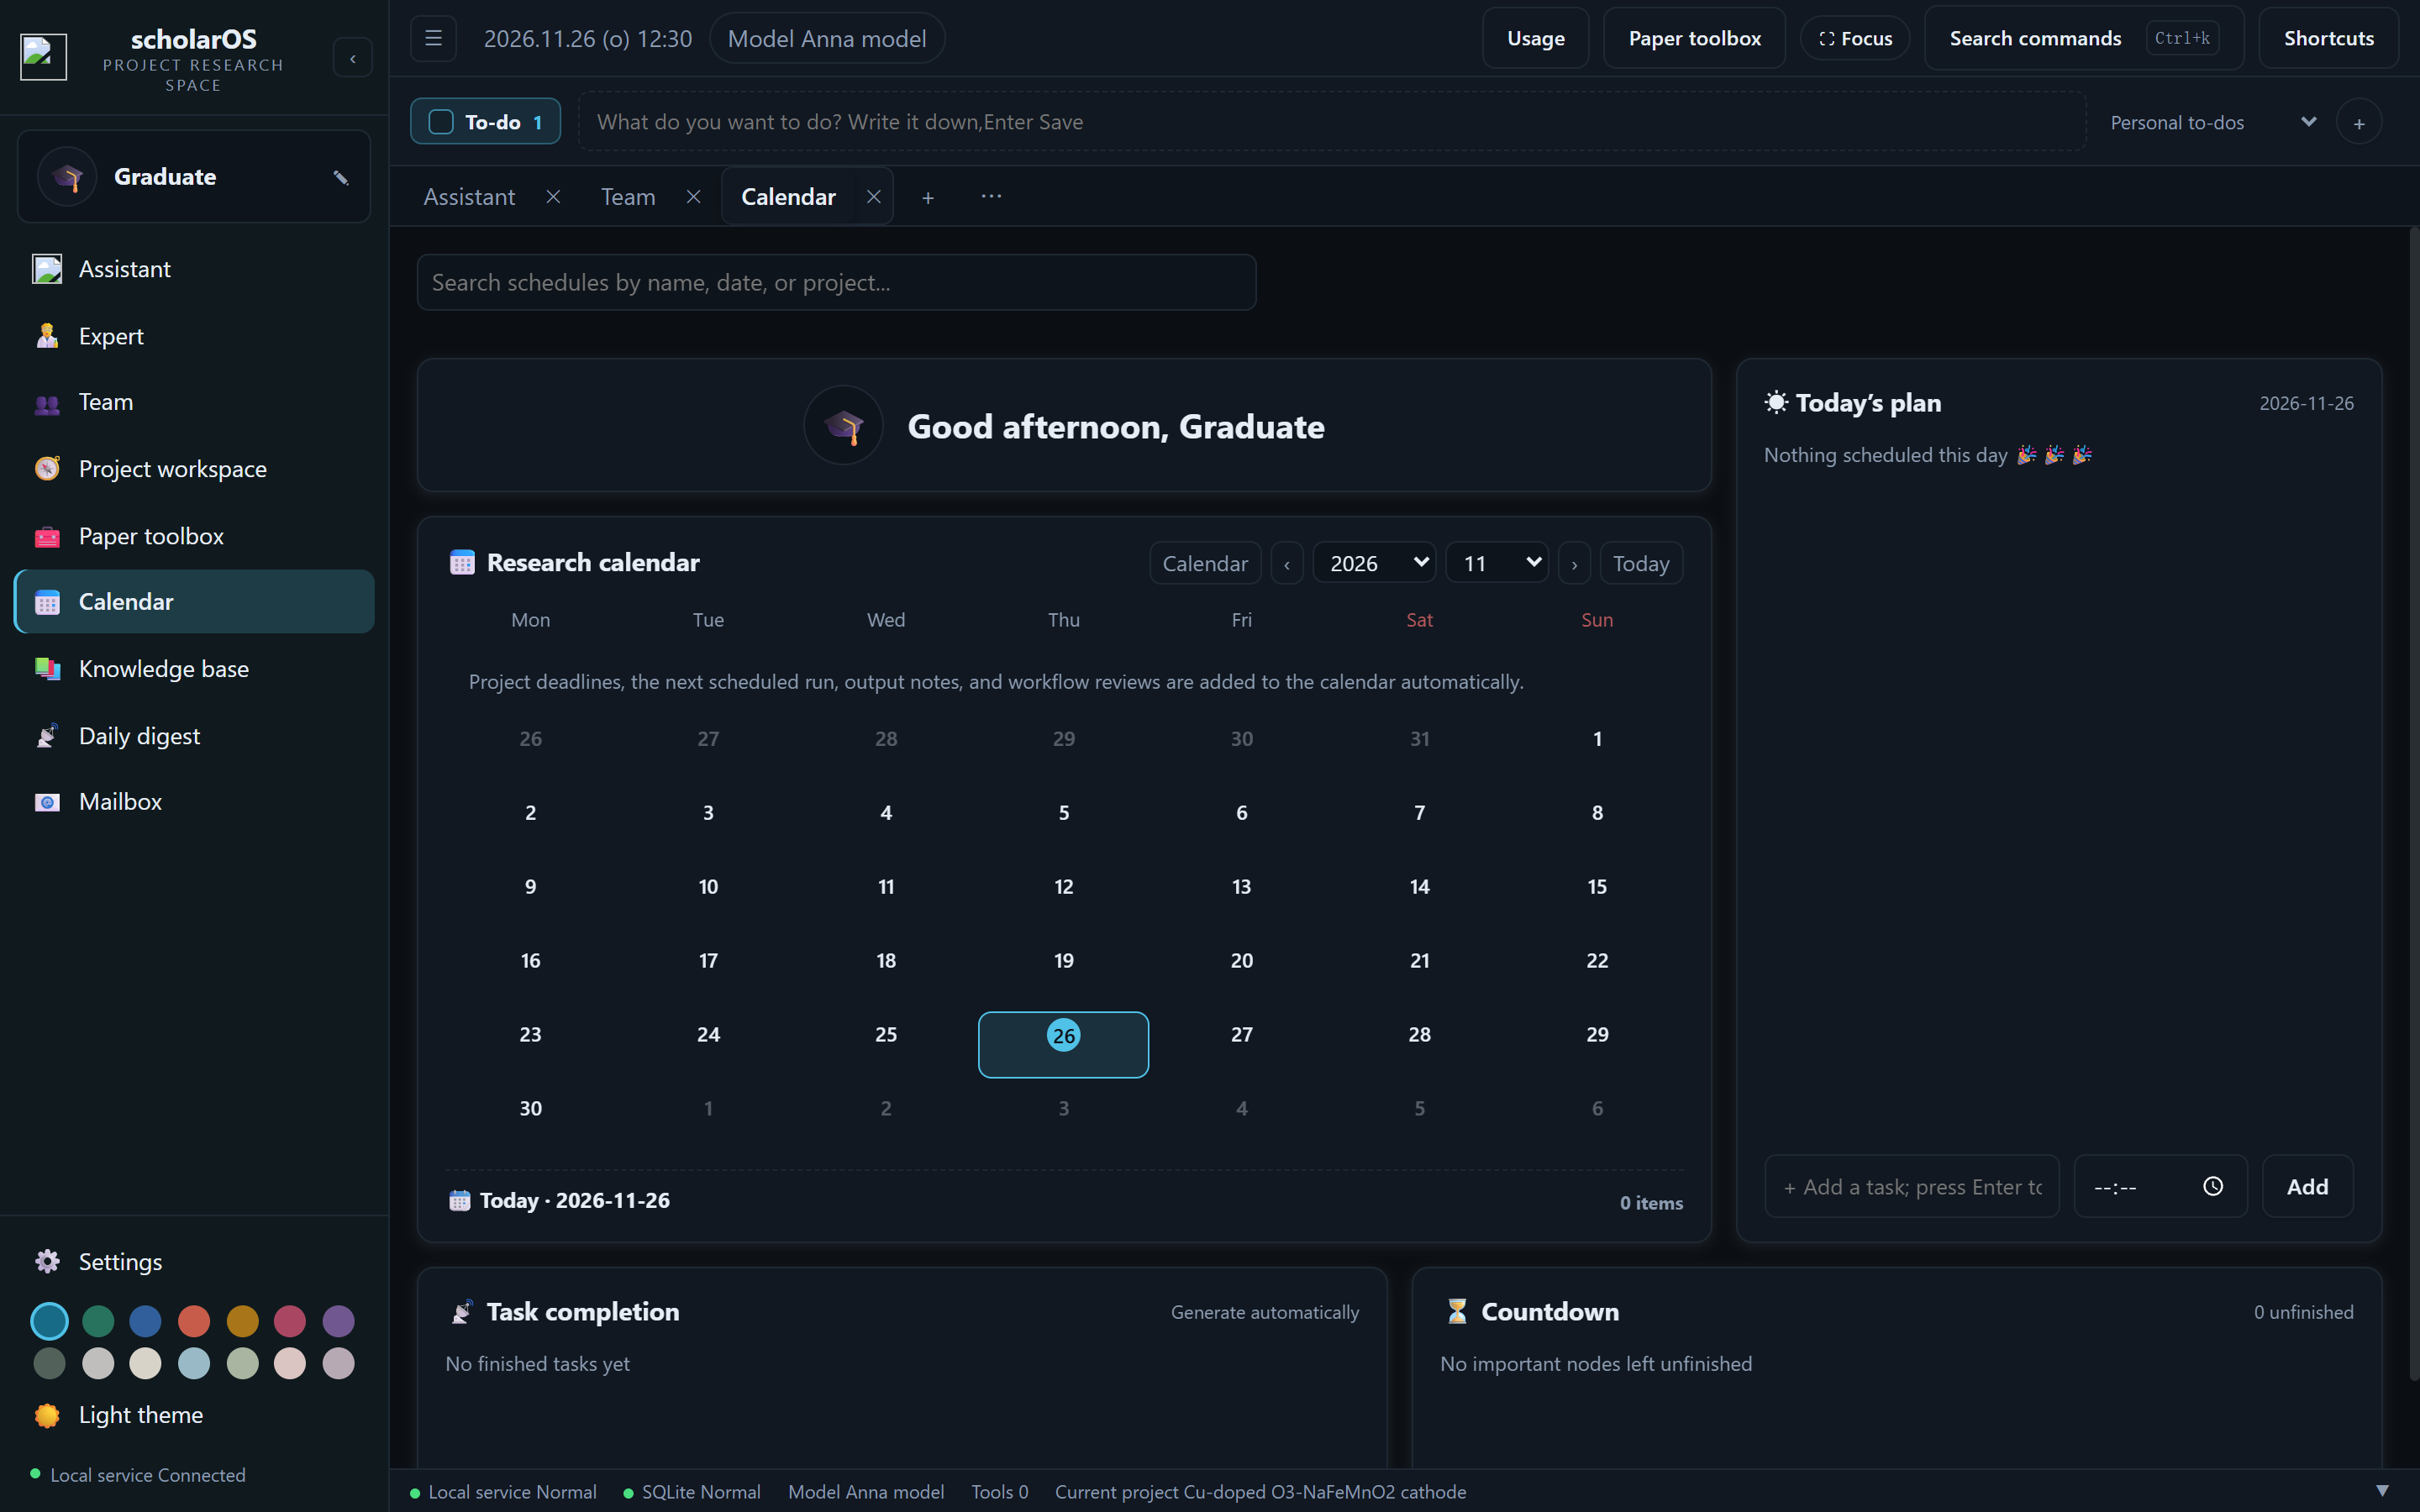 scholarOS
PROJECT RESEARCH
SPACE
Graduate
Assistant
Expert
Team
Project workspace
Paper toolbox
Calendar
Knowledge base
Daily digest
Mailbox
Settings
Light theme
Local service Connected
2026.11.26 (o) 12:30
Model Anna model
Usage
Paper toolbox
Focus
Search commands Ctrl+k
Shortcuts
To-do 1
What do you want to do? Write it down,Enter Save
Personal to-dos
+
Assistant
Team
Calendar
+
Search schedules by name, date, or project...
Good afternoon, Graduate
Research calendar
Calendar ‹ 2026 11 › Today
Mon Tue Wed Thu Fri Sat Sun
Project deadlines, the next scheduled run, output notes, and workflow reviews are added to the calendar automatically.
26 27 28 29 30 31 1
2 3 4 5 6 7 8
9 10 11 12 13 14 15
16 17 18 19 20 21 22
23 24 25 26 27 28 29
30 1 2 3 4 5 6
Today · 2026-11-26
0 items
Today’s plan
2026-11-26
Nothing scheduled this day 🎉 🎉 🎉
+ Add a task; press Enter to
--:--
Add
Task completion
Generate automatically
No finished tasks yet
Countdown
0 unfinished
No important nodes left unfinished
Local service Normal SQLite Normal Model Anna model Tools 0 Current project Cu-doped O3-NaFeMnO2 cathode